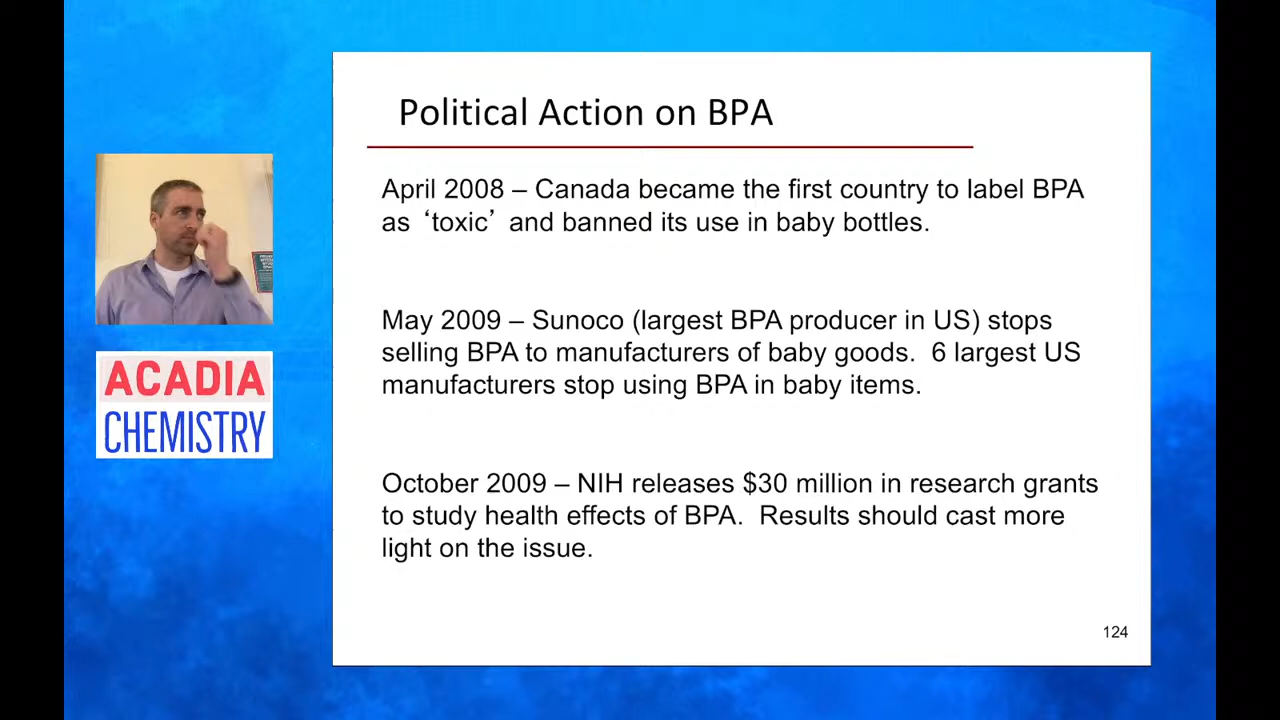 Political Action on BPA
April 2008 – Canada became the first country to label BPA
as ‘toxic’ and banned its use in baby bottles.
May 2009 – Sunoco (largest BPA producer in US) stops
selling BPA to manufacturers of baby goods.  6 largest US
manufacturers stop using BPA in baby items.
ACADIA
CHEMISTRY
October 2009 – NIH releases $30 million in research grants
to study health effects of BPA.  Results should cast more
light on the issue.
124